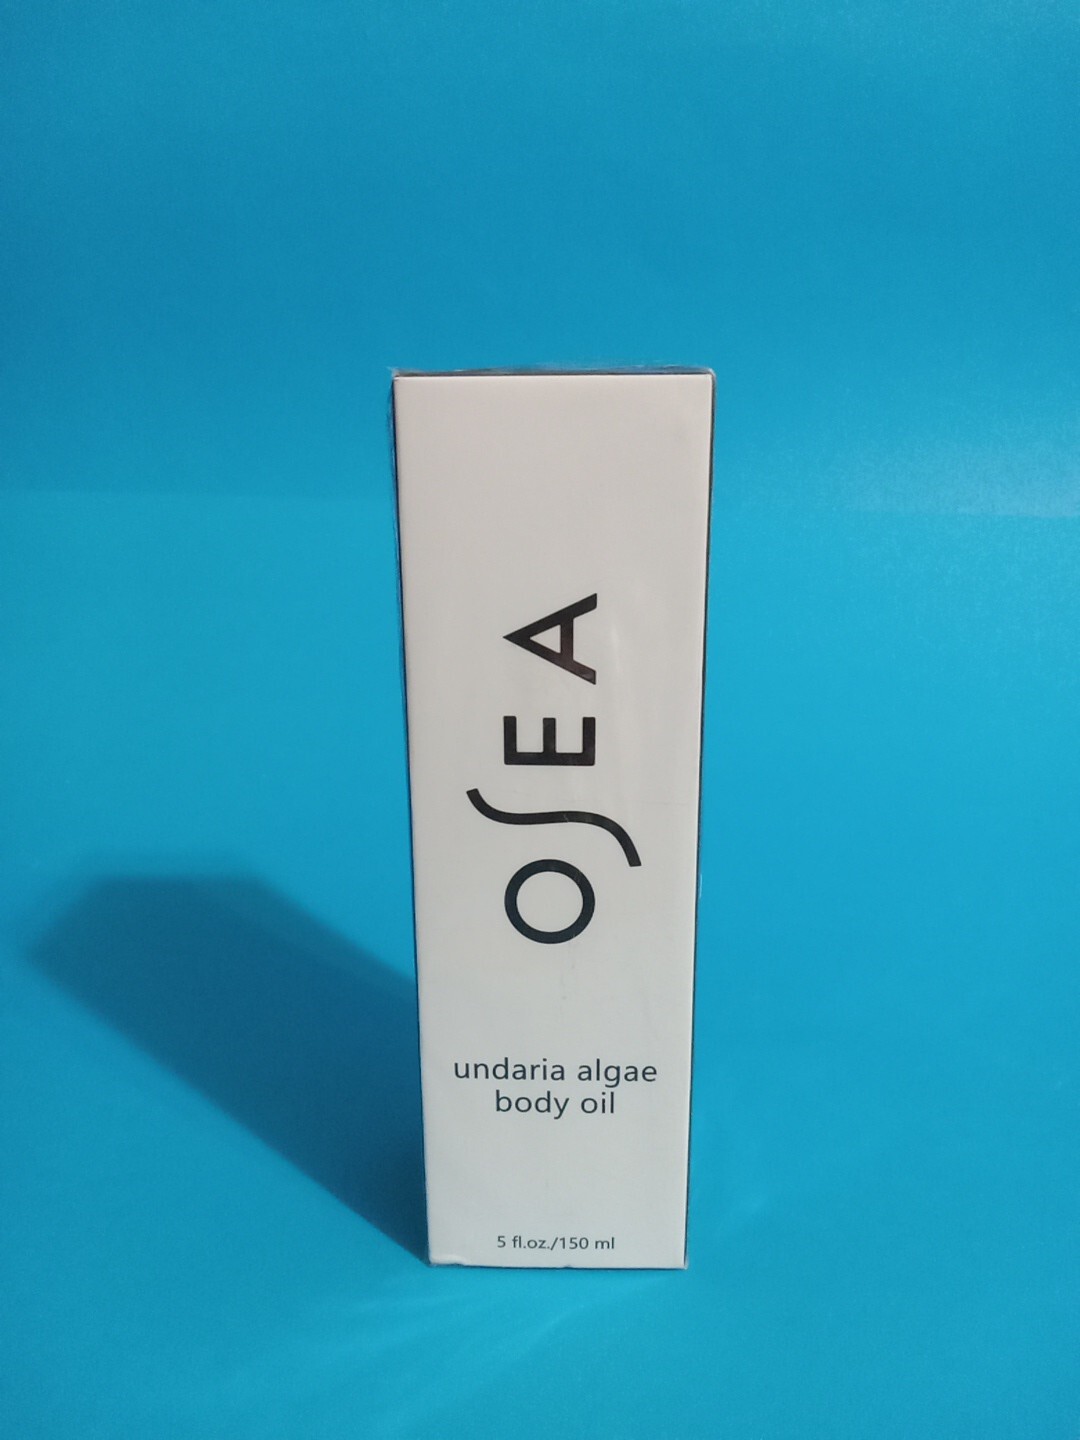 OSEA
undaria algae
body oil
5 fl.oz./150 ml